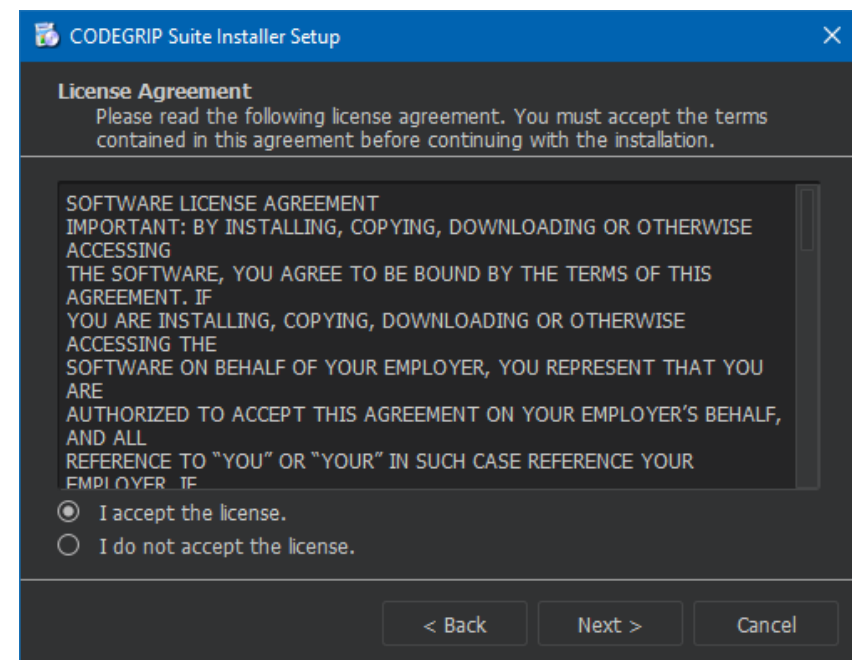 CODEGRIP Suite Installer Setup
License Agreement
Please read the following license agreement. You must accept the terms
contained in this agreement before continuing with the installation.
SOFTWARE LICENSE AGREEMENT
IMPORTANT: BY INSTALLING, COPYING, DOWNLOADING OR OTHERWISE
ACCESSING
THE SOFTWARE, YOU AGREE TO BE BOUND BY THE TERMS OF THIS
AGREEMENT. IF
YOU ARE INSTALLING, COPYING, DOWNLOADING OR OTHERWISE
ACCESSING THE
SOFTWARE ON BEHALF OF YOUR EMPLOYER, YOU REPRESENT THAT YOU
ARE
AUTHORIZED TO ACCEPT THIS AGREEMENT ON YOUR EMPLOYER’S BEHALF,
AND ALL
REFERENCE TO “YOU” OR “YOUR” IN SUCH CASE REFERENCE YOUR
EMPLOYER. IF
I accept the license.
I do not accept the license.
< Back Next > Cancel